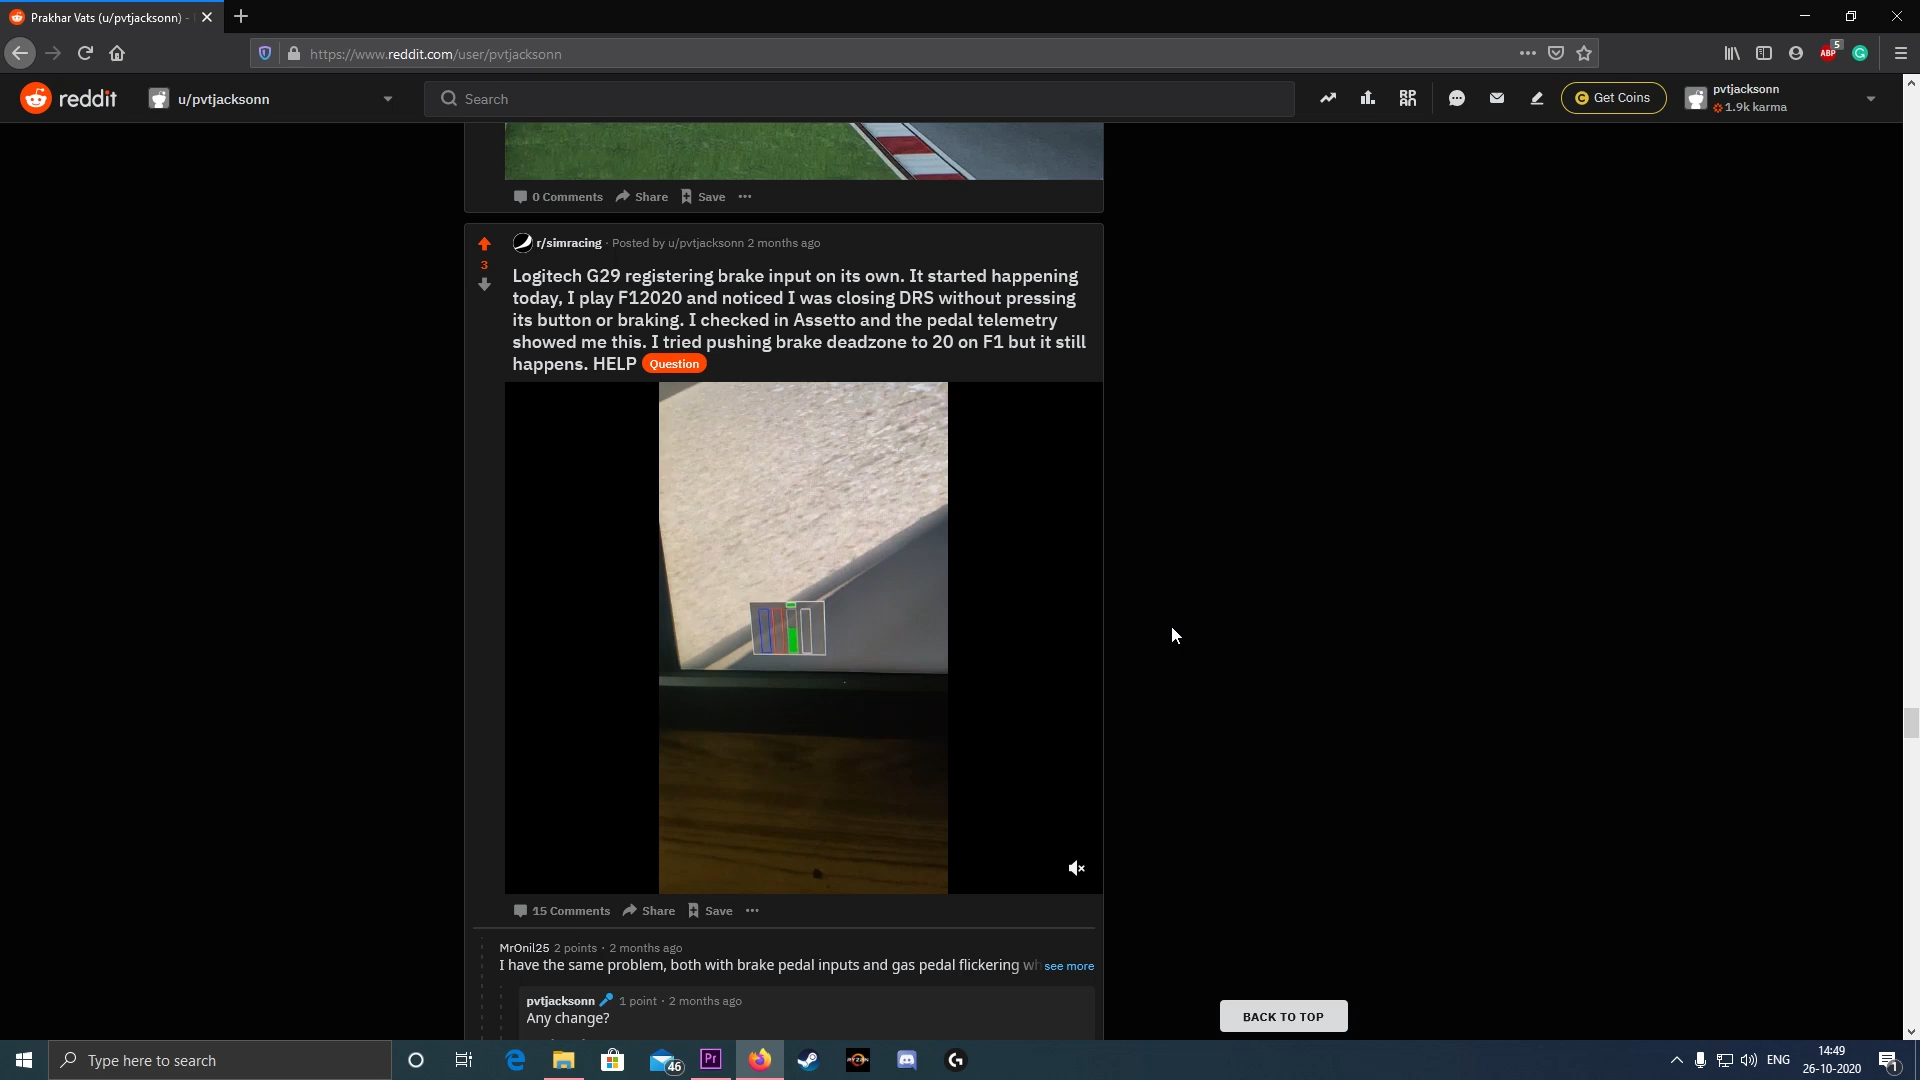 Prakhar Vats (u/pvtjacksonn) -
https://www.reddit.com/user/pvtjacksonn
ABP
5
reddit
u/pvtjacksonn
Search
Get Coins
pvtjacksonn
1.9k karma
0 Comments
Share
Save
r/simracing · Posted by u/pvtjacksonn 2 months ago
3
Logitech G29 registering brake input on its own. It started happening
today, I play F12020 and noticed I was closing DRS without pressing
its button or braking. I checked in Assetto and the pedal telemetry
showed me this. I tried pushing brake deadzone to 20 on F1 but it still
happens. HELP Question
15 Comments
Share
Save
MrOnil25 2 points · 2 months ago
I have the same problem, both with brake pedal inputs and gas pedal flickering wh see more
pvtjacksonn 1 point · 2 months ago
Any change?
BACK TO TOP
Type here to search
46
Pr
RYZEN
ENG
14:49
26-10-2020
1